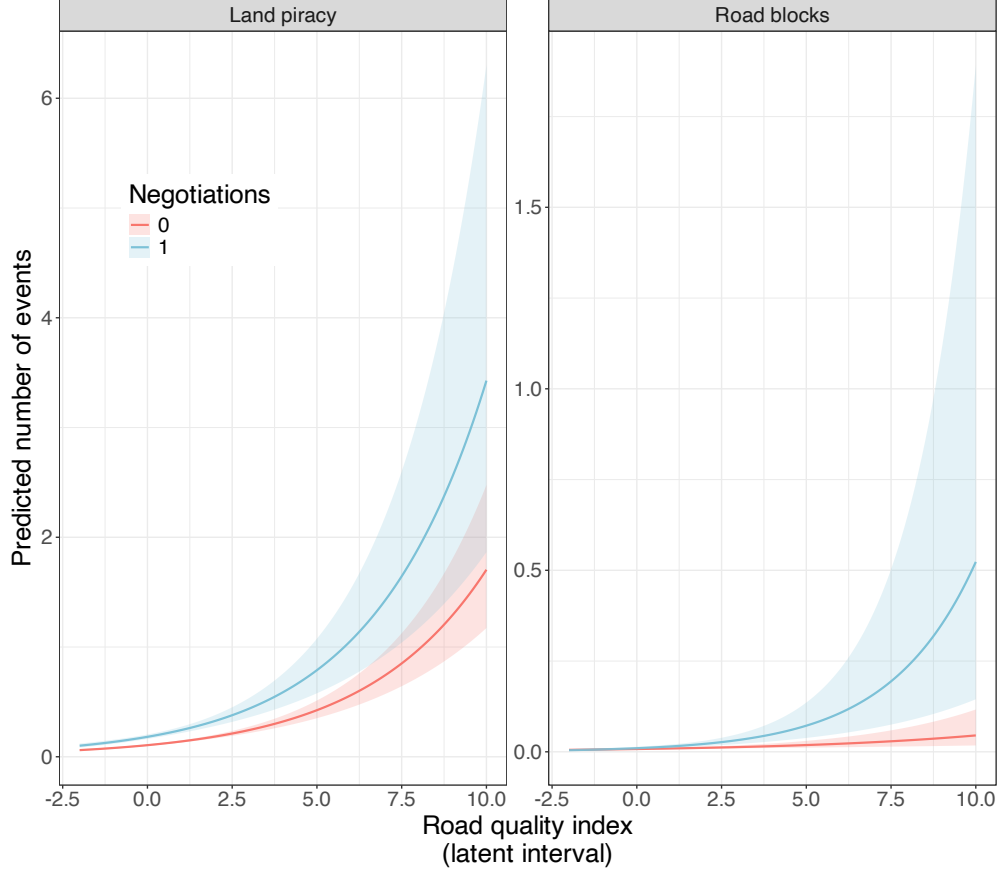 Land piracy
Road blocks
Predicted number of events
6
4
2
0
Negotiations
0
1
1.5
1.0
0.5
0.0
-2.5 0.0 2.5 5.0 7.5 10.0
-2.5 0.0 2.5 5.0 7.5 10.0
Road quality index
(latent interval)